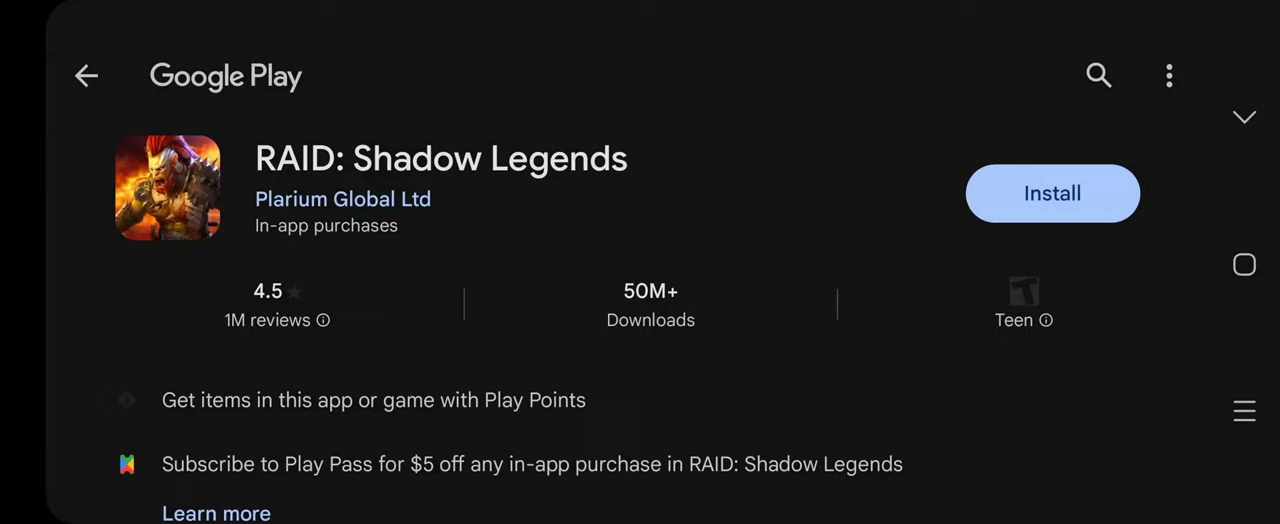 Google Play
RAID: Shadow Legends
Plarium Global Ltd
In-app purchases
Install
4.5★
1M reviews
50M+
Downloads
T
Teen
Get items in this app or game with Play Points
Subscribe to Play Pass for $5 off any in-app purchase in RAID: Shadow Legends
Learn more